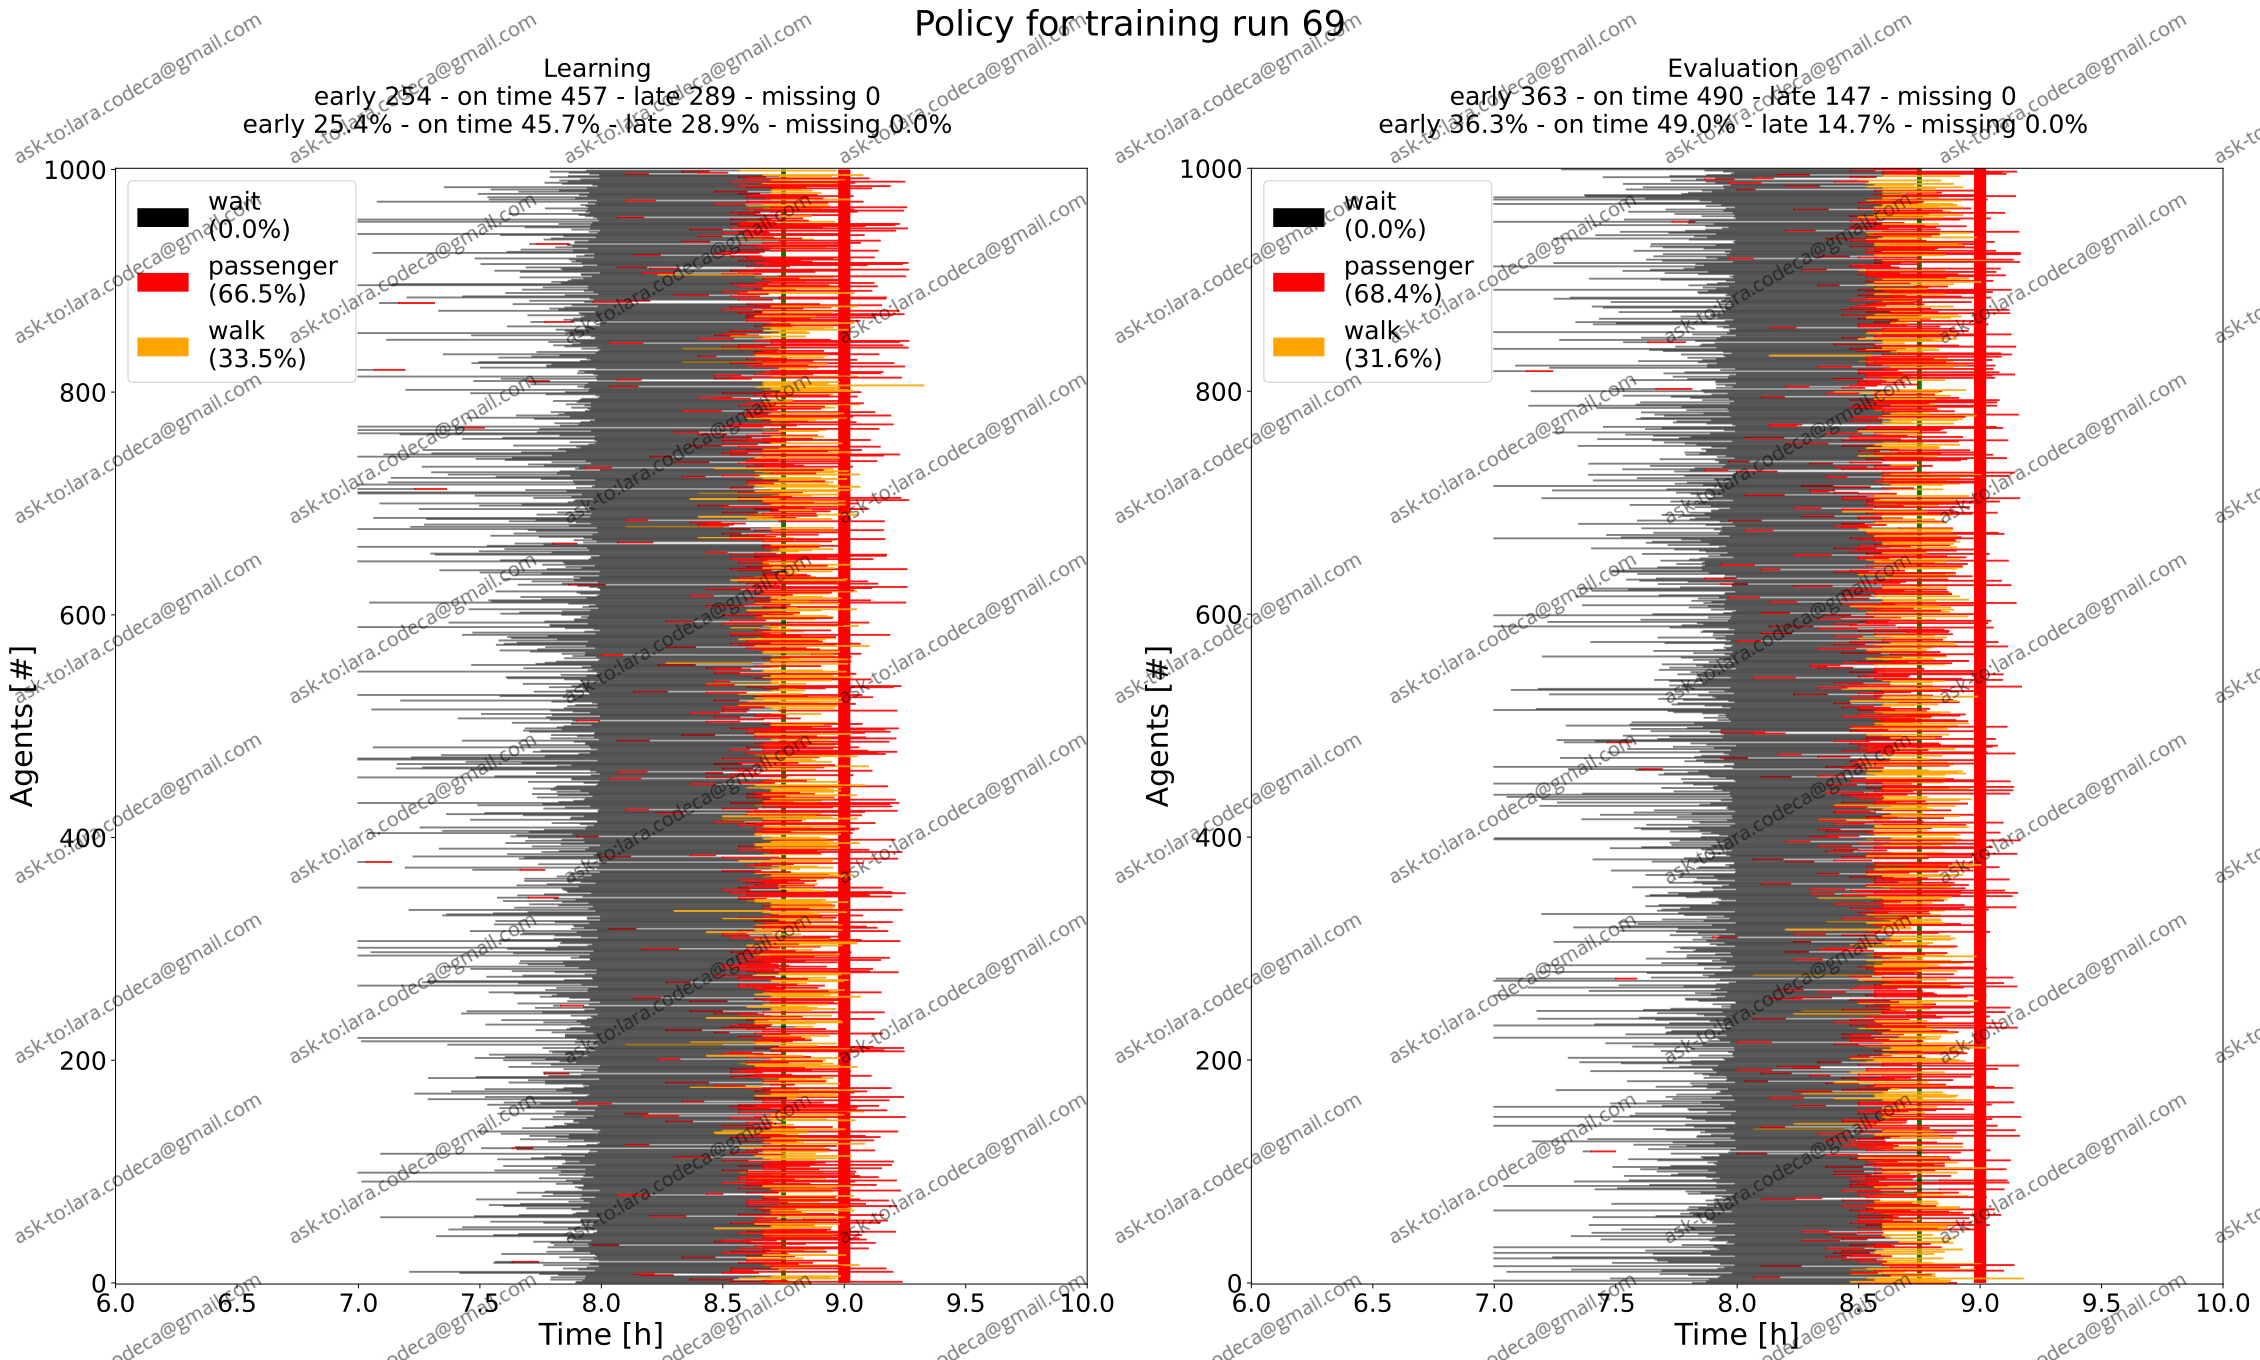 Policy for training run 69
Learning
early 254 - on time 457 - late 289 - missing 0
early 25.4% - on time 45.7% - late 28.9% - missing 0.0%
wait
(0.0%)
passenger
(66.5%)
walk
(33.5%)
1000
800
600
400
200
0
Agents [#]
6.0 6.5 7.0 7.5 8.0 8.5 9.0 9.5 10.0
Time [h]
Evaluation
early 363 - on time 490 - late 147 - missing 0
early 36.3% - on time 49.0% - late 14.7% - missing 0.0%
wait
(0.0%)
passenger
(68.4%)
walk
(31.6%)
1000
800
600
400
200
0
Agents [#]
6.0 6.5 7.0 7.5 8.0 8.5 9.0 9.5 10.0
Time [h]
ask-to:lara.codeca@gmail.com